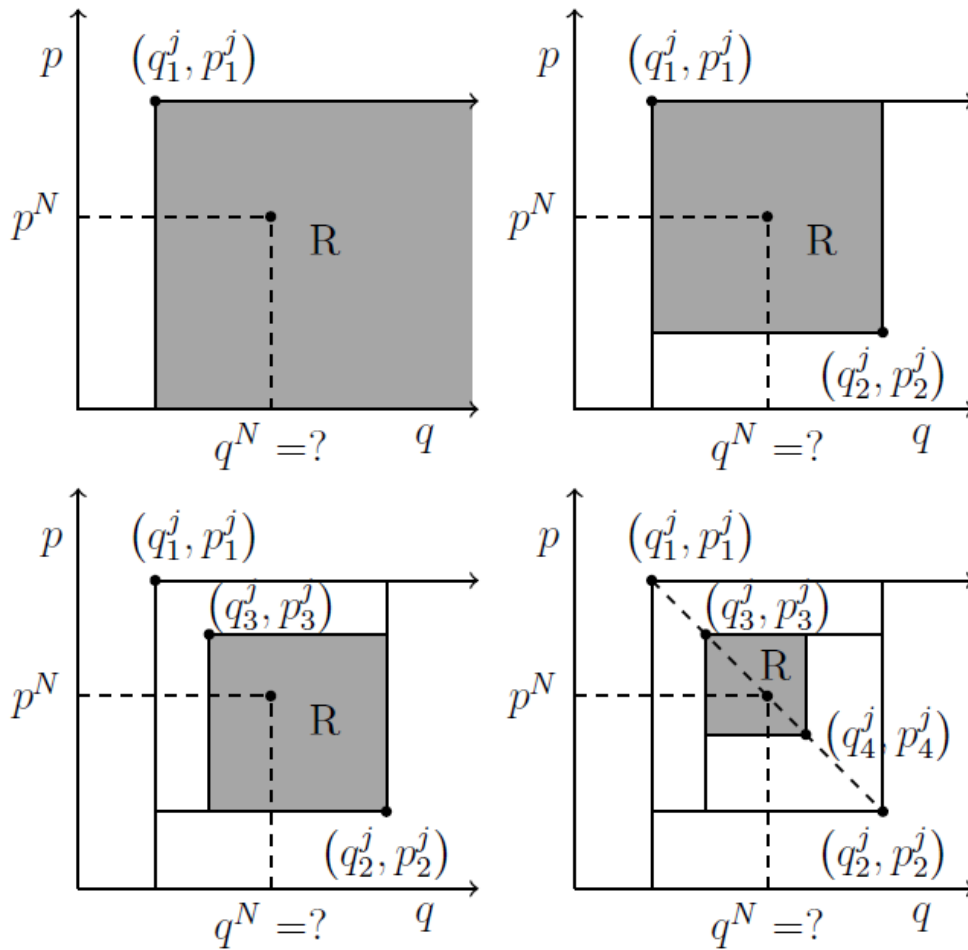 p (q_1^j, p_1^j)
p^N R
q^N =? q
p (q_1^j, p_1^j)
p^N R
(q_2^j, p_2^j)
q^N =? q
p (q_1^j, p_1^j)
(q_3^j, p_3^j)
p^N R
(q_2^j, p_2^j)
q^N =? q
p (q_1^j, p_1^j)
(q_3^j, p_3^j)
R
p^N
(q_4^j, p_4^j)
(q_2^j, p_2^j)
q^N =? q